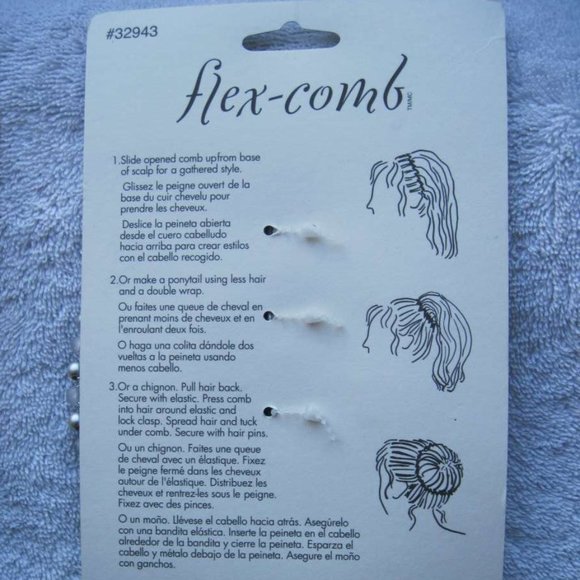 #32943
flex-comb
TM/MC
1.Slide opened comb upfrom base
of scalp for a gathered style.
Glissez le peigne ouvert de la
base du cuir chevelu pour
prendre les cheveux.
Deslice la peineta abierta
desde el cuero cabelludo
hacia arriba para crear estilos
con el cabello recogido.
2.Or make a ponytail using less hair
and a double wrap.
Ou faites une queue de cheval en
prenant moins de cheveux et en
l'enroulant deux fois.
O haga una colita dándole dos
vueltas a la peineta usando
menos cabello.
3.Or a chignon. Pull hair back.
Secure with elastic. Press comb
into hair around elastic and
lock clasp. Spread hair and tuck
under comb. Secure with hair pins.
Ou un chignon. Faites une queue
de cheval avec un élastique. Fixez
le peigne fermé dans les cheveux
autour de l'élastique. Distribuez les
cheveux et rentrez-les sous le peigne.
Fixez avec des pinces.
O un moño. Llévese el cabello hacia atrás. Asegúrelo
con una bandita elástica. Inserte la peineta en el cabello
alrededor de la bandita y cierre la peineta. Esparza el
cabello y métalo debajo de la peineta. Asegure el moño
con ganchos.